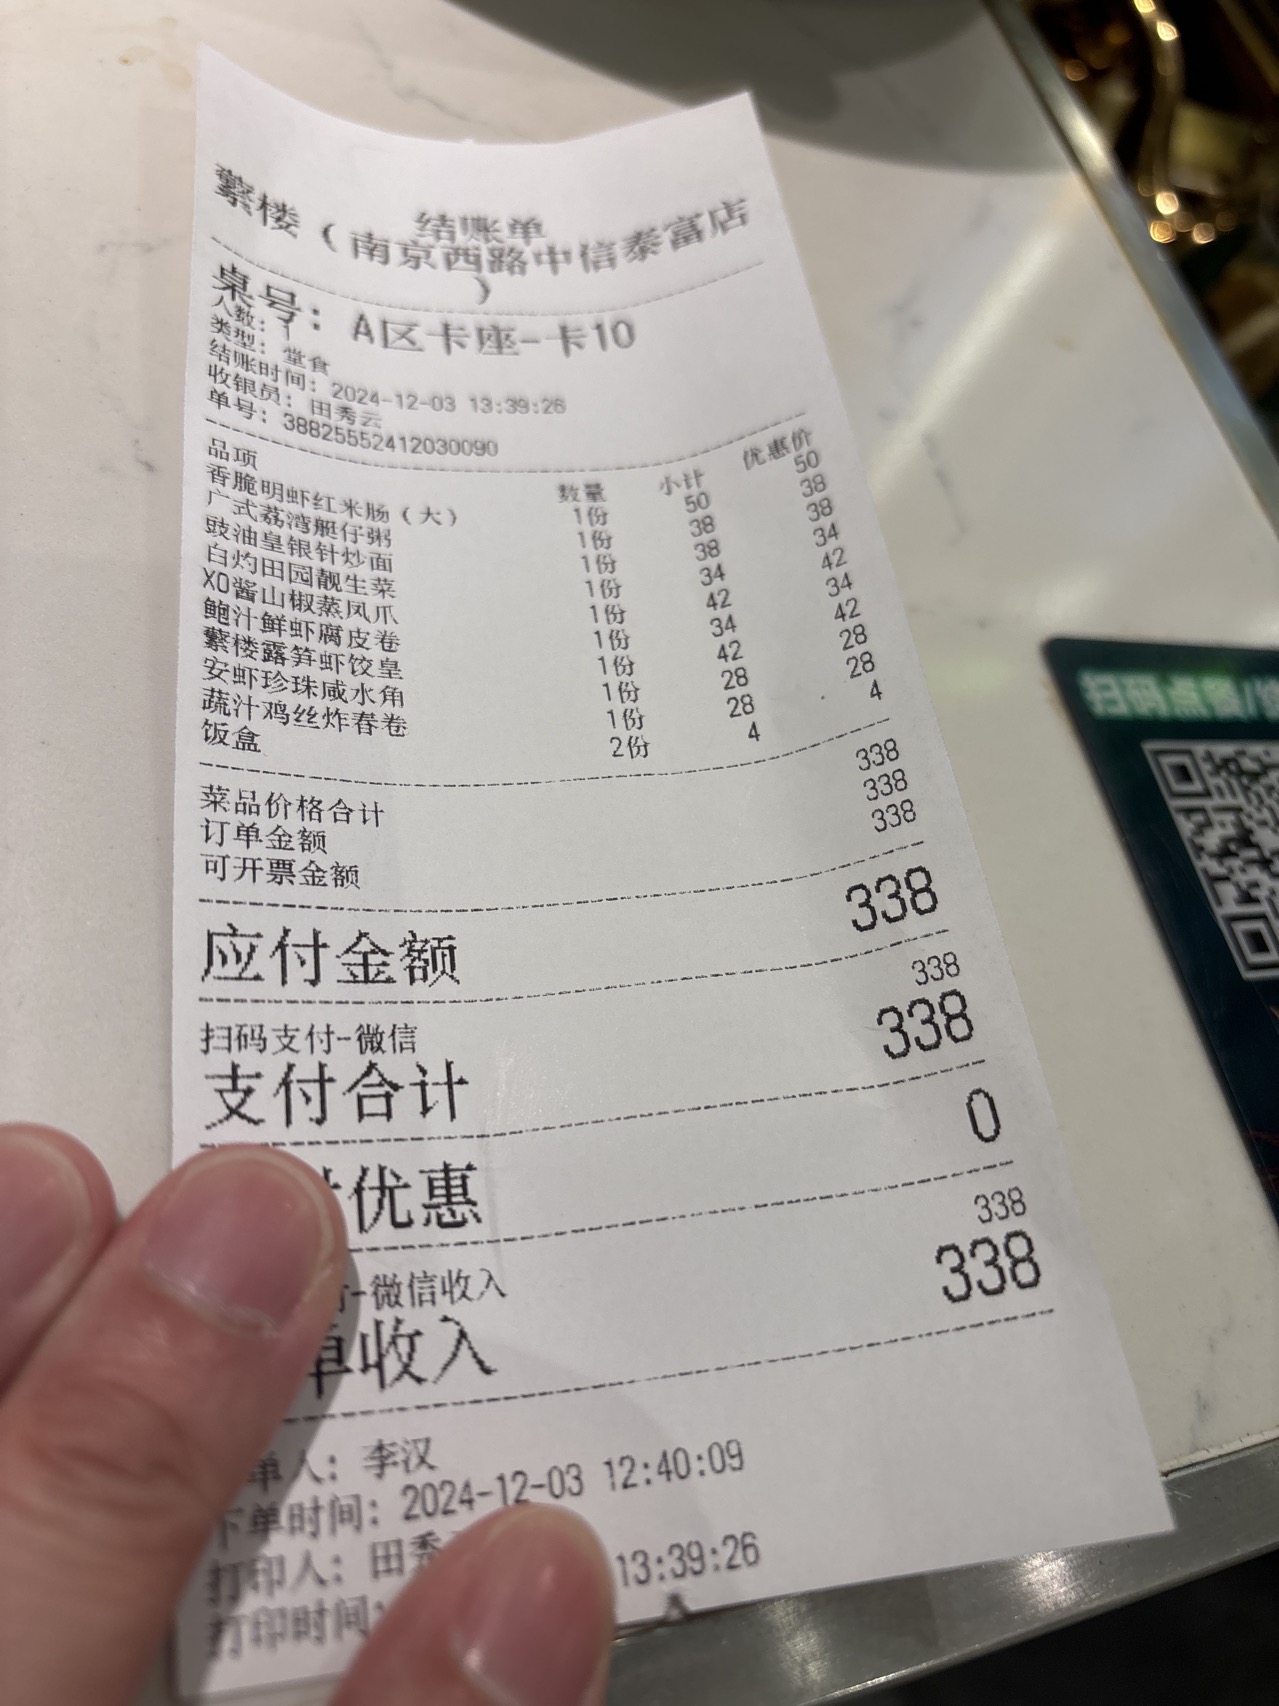 结账单
蘩楼（南京西路中信泰富店
）
桌号：A区卡座-卡10
人数：1
类型：堂食
结账时间：2024-12-03 13:39:26
收银员：田秀云
单号：38825552412030090
品项 数量 小计 优惠价
香脆明虾红米肠（大） 1份 50 50
广式荔湾艇仔粥 1份 38 38
豉油皇银针炒面 1份 38 38
白灼田园靓生菜 1份 34 34
XO酱山椒蒸凤爪 1份 42 42
鲍汁鲜虾腐皮卷 1份 34 34
蘩楼露笋虾饺皇 1份 42 42
安虾珍珠咸水角 1份 28 28
蔬汁鸡丝炸春卷 1份 28 28
饭盒 2份 4 4
菜品价格合计 338
订单金额 338
可开票金额 338
应付金额 338
扫码支付-微信 338
支付合计 338
优惠 0
-微信收入 338
单收入 338
单人：李汉
下单时间：2024-12-03 12:40:09
打印人：田秀
打印时间： 13:39:26
扫码点餐/